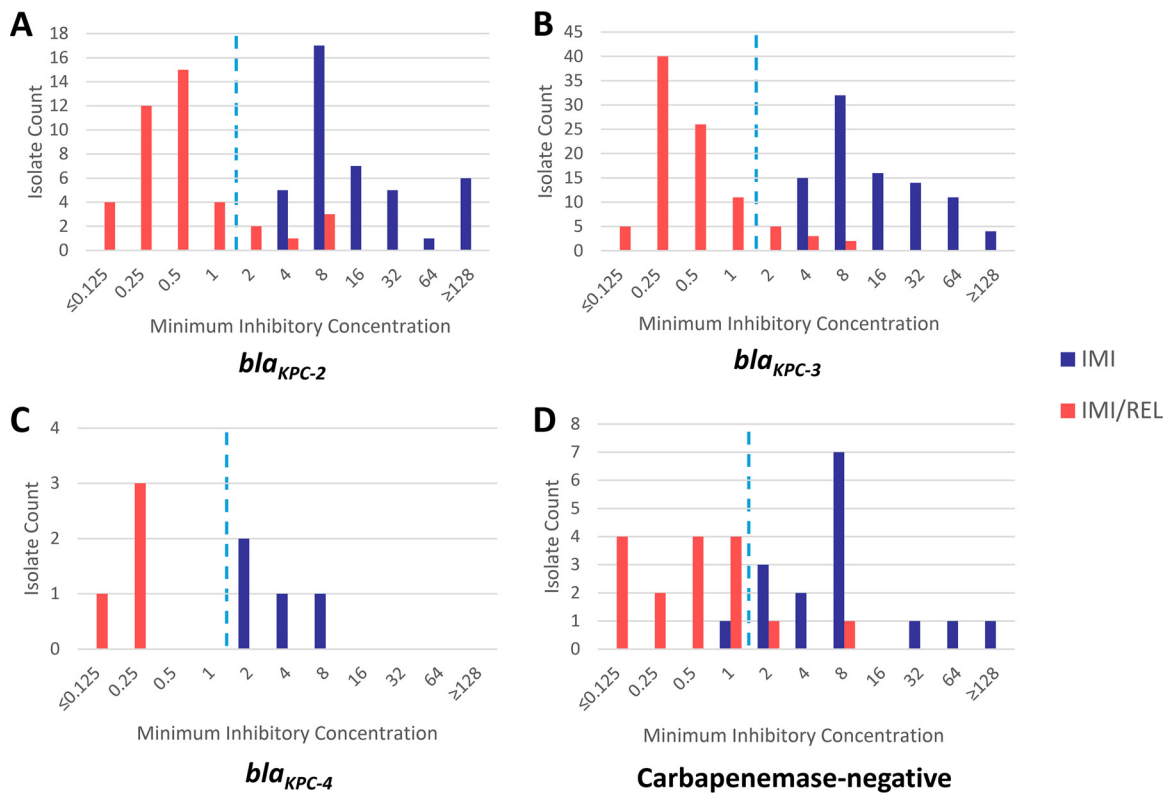 A
18
16
14
12
10
8
6
4
2
0
Isolate Count
≤0.125 0.25 0.5 1 2 4 8 16 32 64 ≥128
Minimum Inhibitory Concentration
bla KPC-2
B
45
40
35
30
25
20
15
10
5
0
Isolate Count
≤0.125 0.25 0.5 1 2 4 8 16 32 64 ≥128
Minimum Inhibitory Concentration
bla KPC-3
IMI
IMI/REL
C
4
3
2
1
0
Isolate Count
≤0.125 0.25 0.5 1 2 4 8 16 32 64 ≥128
Minimum Inhibitory Concentration
bla KPC-4
D
8
7
6
5
4
3
2
1
0
Isolate Count
≤0.125 0.25 0.5 1 2 4 8 16 32 64 ≥128
Minimum Inhibitory Concentration
Carbapenemase-negative